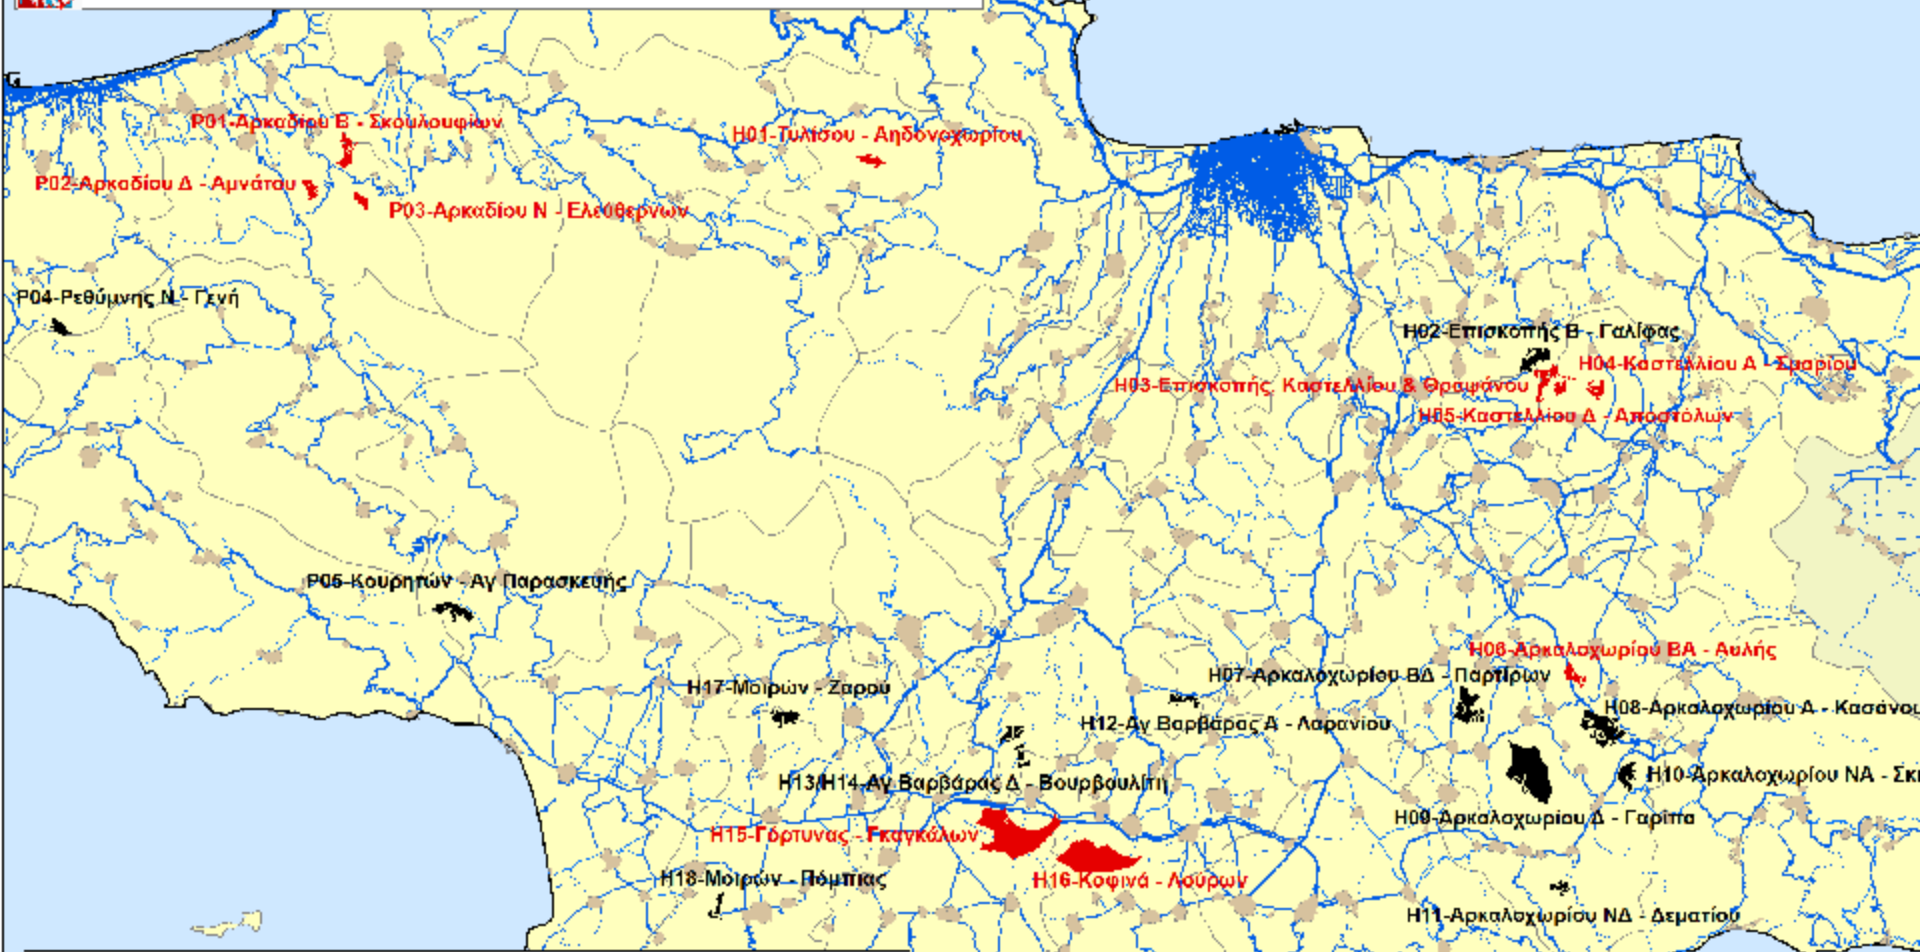 P01-Αρκαδίου Β - Σκουλουφίων
H01-Τυλίσου - Αηδονοχωρίου
P02-Αρκαδίου Δ - Αμνάτου
P03-Αρκαδίου Ν - Ελευθερνών
P04-Ρεθύμνης Ν - Γενή
H02-Επισκοπής Β - Γαλίφας
H04-Καστελλίου Α - Σμαρίου
H03-Επισκοπής, Καστελλίου & Θραψάνου
H05-Καστελλίου Δ - Αποστόλων
P05-Κουρητών - Αγ Παρασκευής
H06-Αρκαλοχωρίου ΒΑ - Αυλής
H07-Αρκαλοχωρίου ΒΔ - Παρτίρων
H17-Μοιρών - Ζαρού
H08-Αρκαλοχωρίου Α - Κασάνου
H12-Αγ Βαρβάρας Α - Λαρανίου
H13/H14-Αγ Βαρβάρας Δ - Βουρβουλίτη
H10-Αρκαλοχωρίου ΝΑ - Σκι
H09-Αρκαλοχωρίου Δ - Γαρίπα
H15-Γόρτυνας - Γκαγκάλων
H18-Μοιρών - Πόμπιας
H16-Κοφινά - Λούρων
H11-Αρκαλοχωρίου ΝΔ - Δεματίου